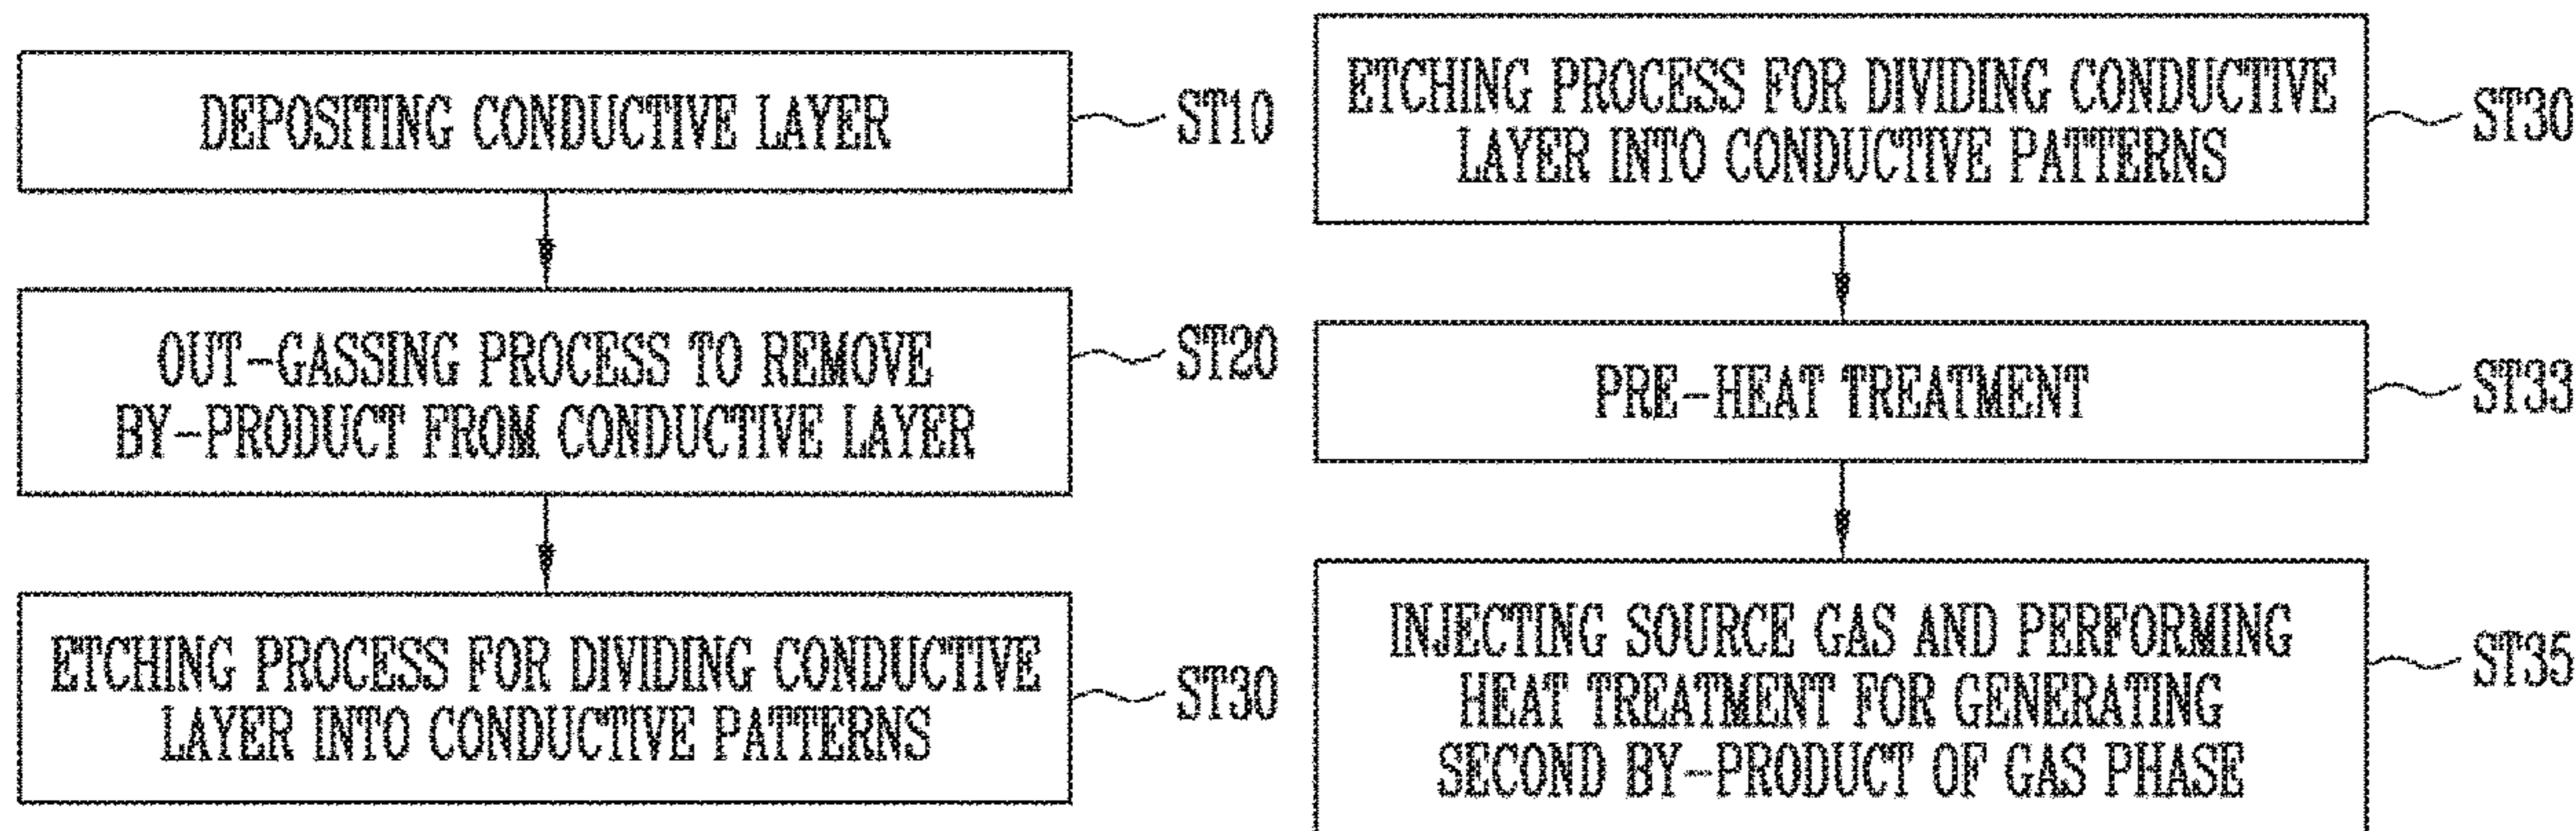 DEPOSITING CONDUCTIVE LAYER
ST10
OUT-GASSING PROCESS TO REMOVE
BY-PRODUCT FROM CONDUCTIVE LAYER
ST20
ETCHING PROCESS FOR DIVIDING CONDUCTIVE
LAYER INTO CONDUCTIVE PATTERNS
ST30
ETCHING PROCESS FOR DIVIDING CONDUCTIVE
LAYER INTO CONDUCTIVE PATTERNS
ST30
PRE-HEAT TREATMENT
ST33
INJECTING SOURCE GAS AND PERFORMING
HEAT TREATMENT FOR GENERATING
SECOND BY-PRODUCT OF GAS PHASE
ST35